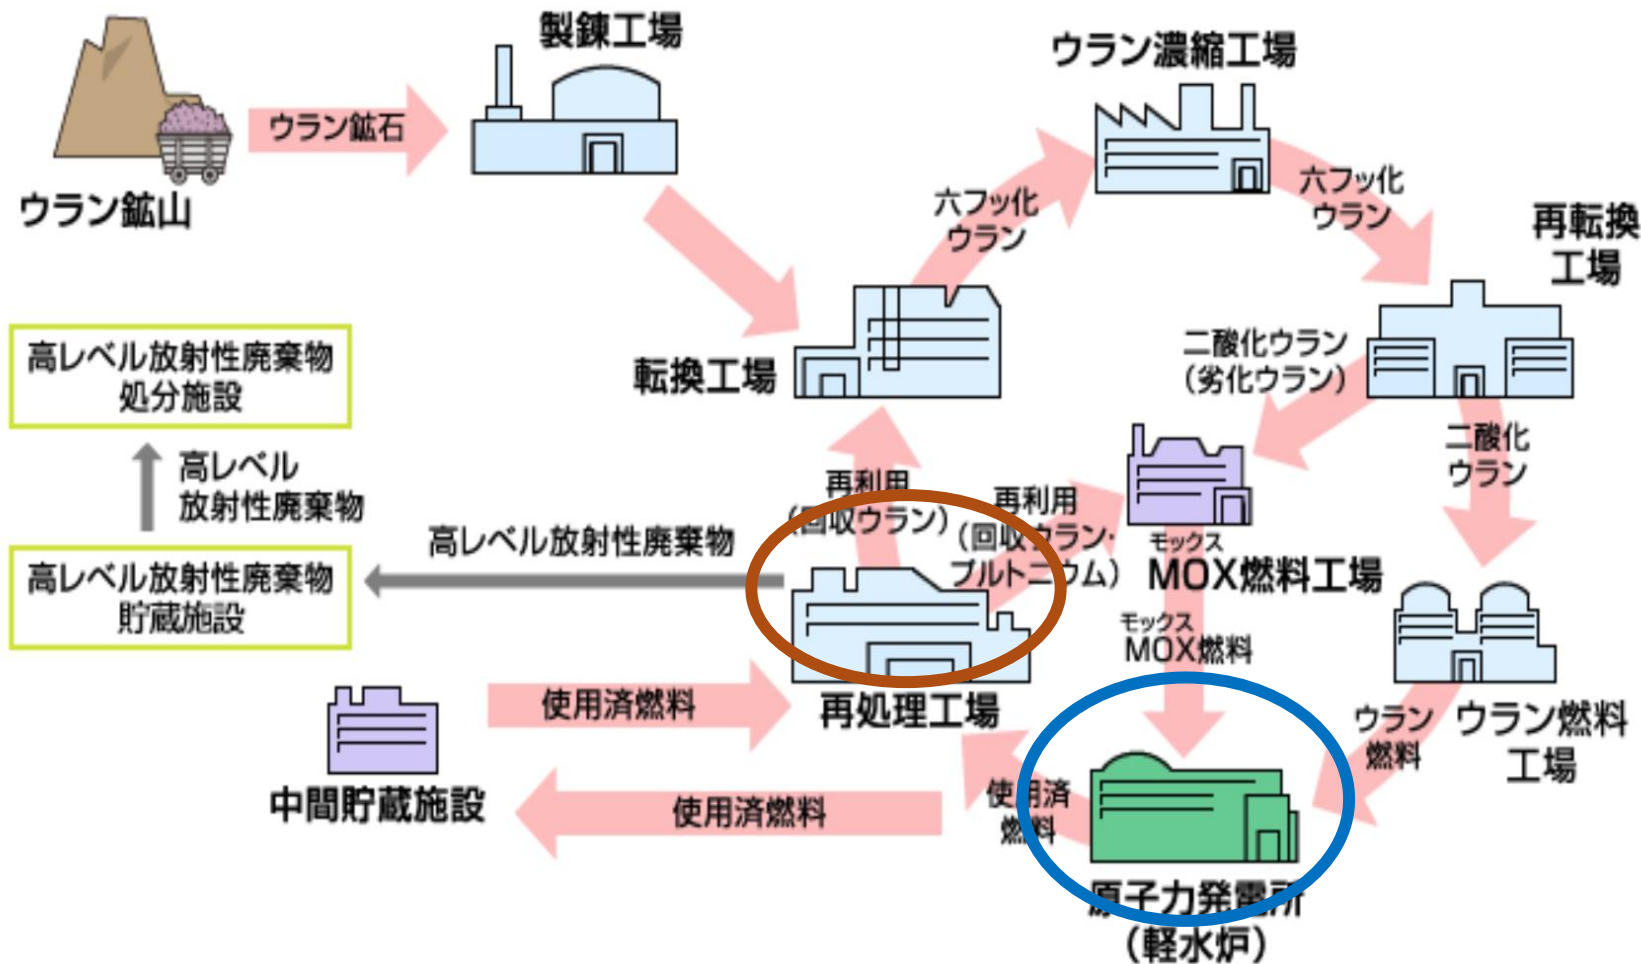 製錬工場
ウラン濃縮工場
ウラン鉱石
ウラン鉱山
六フッ化
ウラン
六フッ化
ウラン
再転換
工場
高レベル放射性廃棄物
処分施設
転換工場
二酸化ウラン
(劣化ウラン)
二酸化
ウラン
高レベル
放射性廃棄物
再利用
(回収ウラン)
再利用
(回収ウラン・
プルトニウム)
高レベル放射性廃棄物
モックス
MOX燃料工場
高レベル放射性廃棄物
貯蔵施設
モックス
MOX燃料
使用済燃料
再処理工場
ウラン
燃料
ウラン燃料
工場
中間貯蔵施設
使用済燃料
使用済
燃料
原子力発電所
(軽水炉)